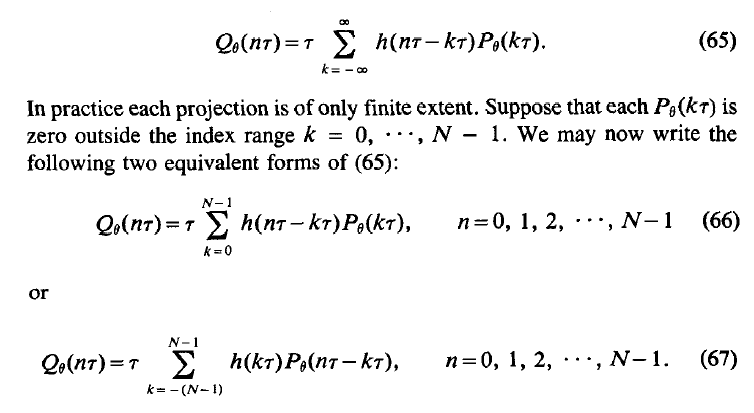 Q_θ(nτ) = τ ∑_{k=-∞}^{∞} h(nτ - kτ)P_θ(kτ). (65)
In practice each projection is of only finite extent. Suppose that each P_θ(kτ) is
zero outside the index range k = 0, ···, N - 1. We may now write the
following two equivalent forms of (65):
Q_θ(nτ) = τ ∑_{k=0}^{N-1} h(nτ - kτ)P_θ(kτ), n = 0, 1, 2, ···, N-1 (66)
or
Q_θ(nτ) = τ ∑_{k=-(N-1)}^{N-1} h(kτ)P_θ(nτ - kτ), n = 0, 1, 2, ···, N-1. (67)